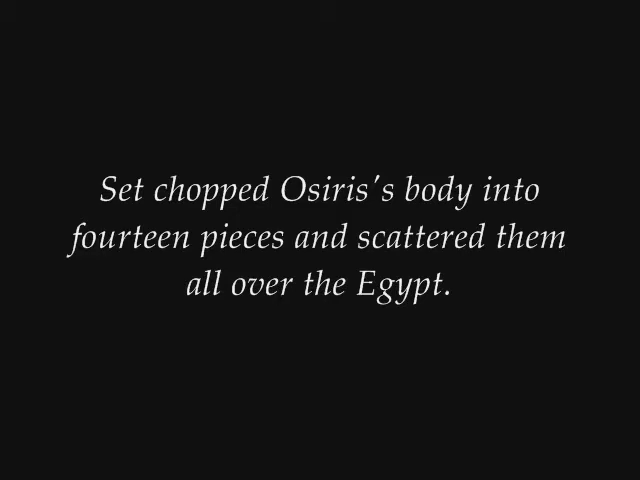 Set chopped Osiris's body into
fourteen pieces and scattered them
all over the Egypt.